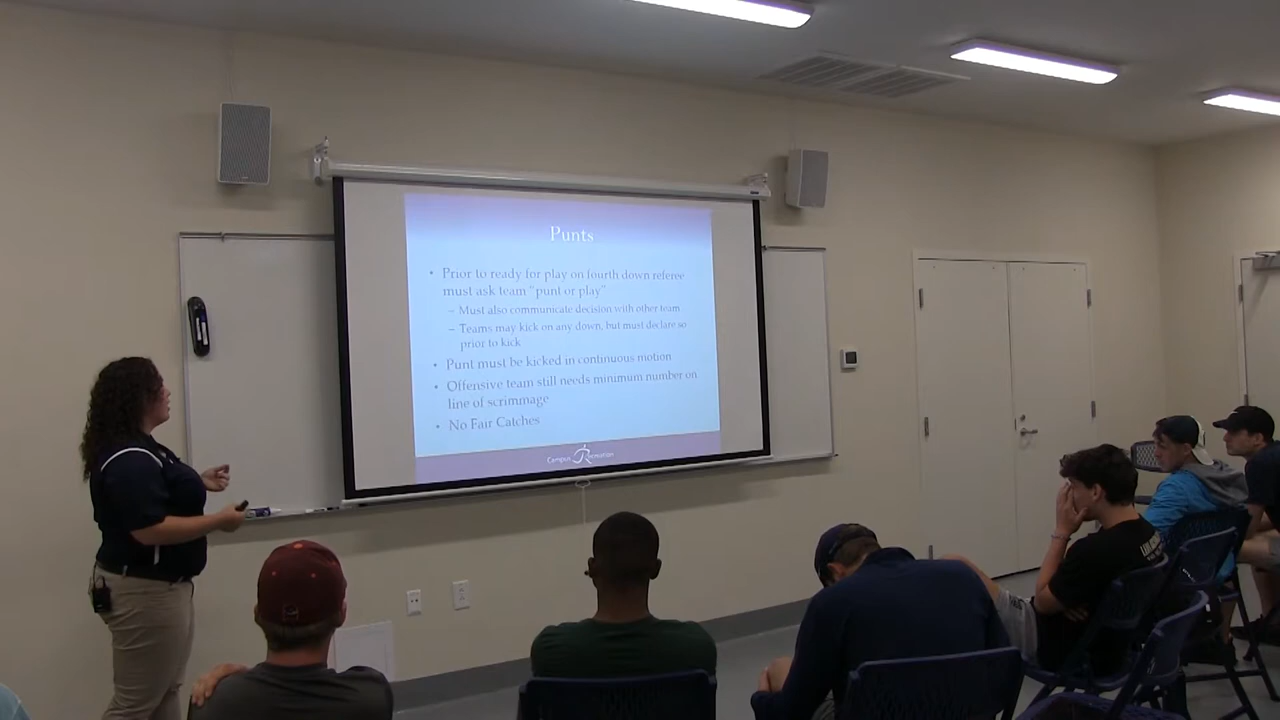 Punts
• Prior to ready for play on fourth down referee
must ask team "punt or play"
– Must also communicate decision with other team
– Teams may kick on any down, but must declare so
prior to kick
• Punt must be kicked in continuous motion
• Offensive team still needs minimum number on
line of scrimmage
• No Fair Catches
Campus Recreation